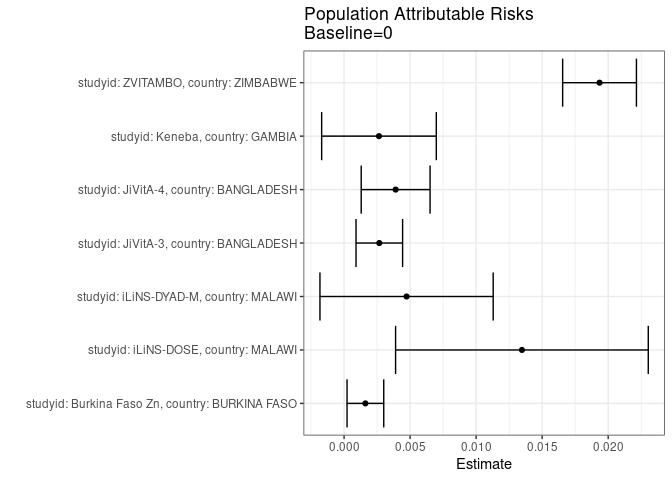 Population Attributable Risks
Baseline=0
studyid: ZVITAMBO, country: ZIMBABWE
studyid: Keneba, country: GAMBIA
studyid: JiVitA-4, country: BANGLADESH
studyid: JiVitA-3, country: BANGLADESH
studyid: iLiNS-DYAD-M, country: MALAWI
studyid: iLiNS-DOSE, country: MALAWI
studyid: Burkina Faso Zn, country: BURKINA FASO
0.000 0.005 0.010 0.015 0.020
Estimate